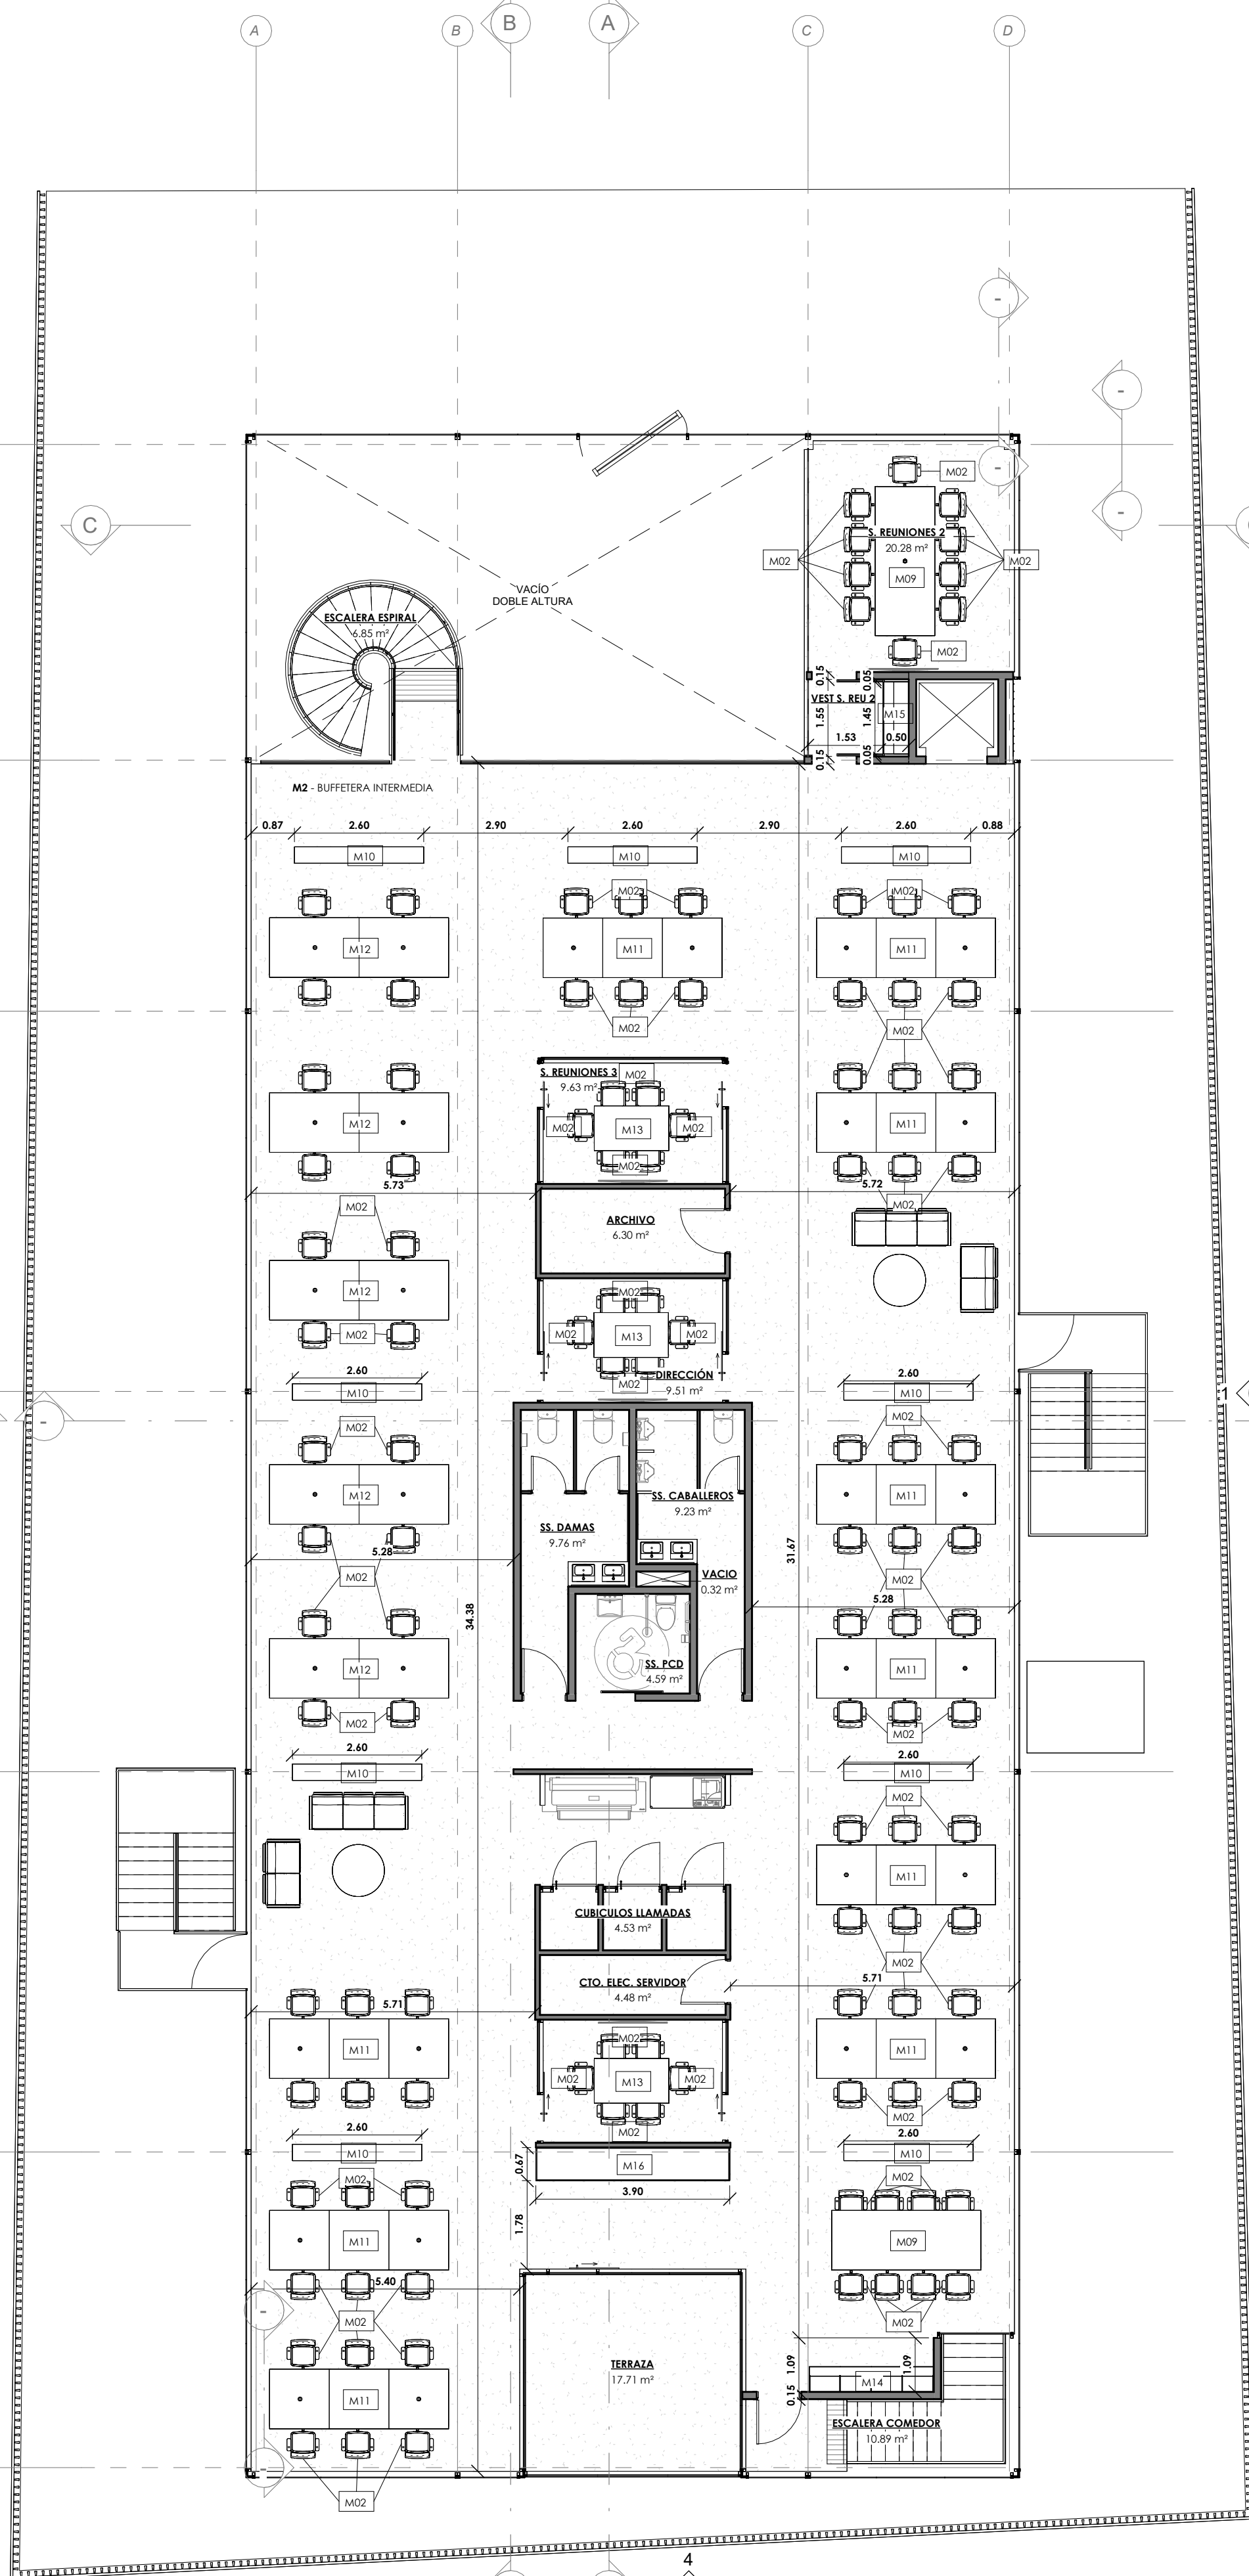 A
B
B
A
C
D
-
-
-
-
C
M02
S. REUNIONES 2
20.28 m²
M02
M02
M09
VACÍO
DOBLE ALTURA
ESCALERA ESPIRAL
6.85 m²
M02
0.15
0.05
VEST S. REU 2
1.55
1.45
M15
1.53
0.50
0.15
0.05
M2 - BUFFETERA INTERMEDIA
0.87
2.60
2.90
2.60
2.90
2.60
0.88
M10
M10
M10
M02
M02
M12
M11
M11
M02
M02
S. REUNIONES 3
M02
9.63 m²
M12
M02
M13
M02
M11
M02
5.73
5.72
M02
M02
ARCHIVO
6.30 m²
M12
M02
M02
M02
M13
M02
2.60
DIRECCIÓN
2.60
M10
M02
9.51 m²
M10
1
-
M02
M02
M12
SS. CABALLEROS
9.23 m²
M11
SS. DAMAS
9.76 m²
5.28
31.67
M02
VACIO
0.32 m²
M02
5.28
34.38
M12
SS. PCD
4.59 m²
M11
M02
M02
2.60
2.60
M10
M10
M02
M11
CUBICULOS LLAMADAS
4.53 m²
M02
CTO. ELEC. SERVIDOR
4.48 m²
5.71
5.71
M11
M02
M11
M02
M13
M02
M02
M02
2.60
2.60
M10
0.67
M16
M10
M02
M02
3.90
1.78
M11
M09
5.40
-
M02
M02
TERRAZA
17.71 m²
1.09
1.09
M14
0.15
M11
ESCALERA COMEDOR
10.89 m²
-
M02
4